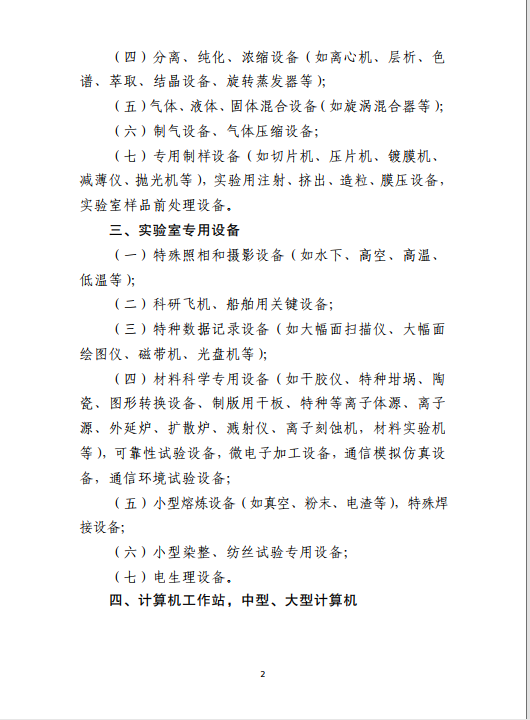 （四）分离、纯化、浓缩设备（如离心机、层析、色
谱、萃取、结晶设备、旋转蒸发器等）；
（五）气体、液体、固体混合设备（如旋涡混合器等）；
（六）制气设备、气体压缩设备；
（七）专用制样设备（如切片机、压片机、镀膜机、
减薄仪、抛光机等），实验用注射、挤出、造粒、膜压设备，
实验室样品前处理设备。
三、实验室专用设备
（一）特殊照相和摄影设备（如水下、高空、高温、
低温等）；
（二）科研飞机、船舶用关键设备；
（三）特种数据记录设备（如大幅面扫描仪、大幅面
绘图仪、磁带机、光盘机等）；
（四）材料科学专用设备（如干胶仪、特种坩埚、陶
瓷、图形转换设备、制版用干板、特种等离子体源、离子
源、外延炉、扩散炉、溅射仪、离子刻蚀机，材料实验机
等），可靠性试验设备，微电子加工设备，通信模拟仿真设
备，通信环境试验设备；
（五）小型熔炼设备（如真空、粉末、电渣等），特殊焊
接设备；
（六）小型染整、纺丝试验专用设备；
（七）电生理设备。
四、计算机工作站，中型、大型计算机
2